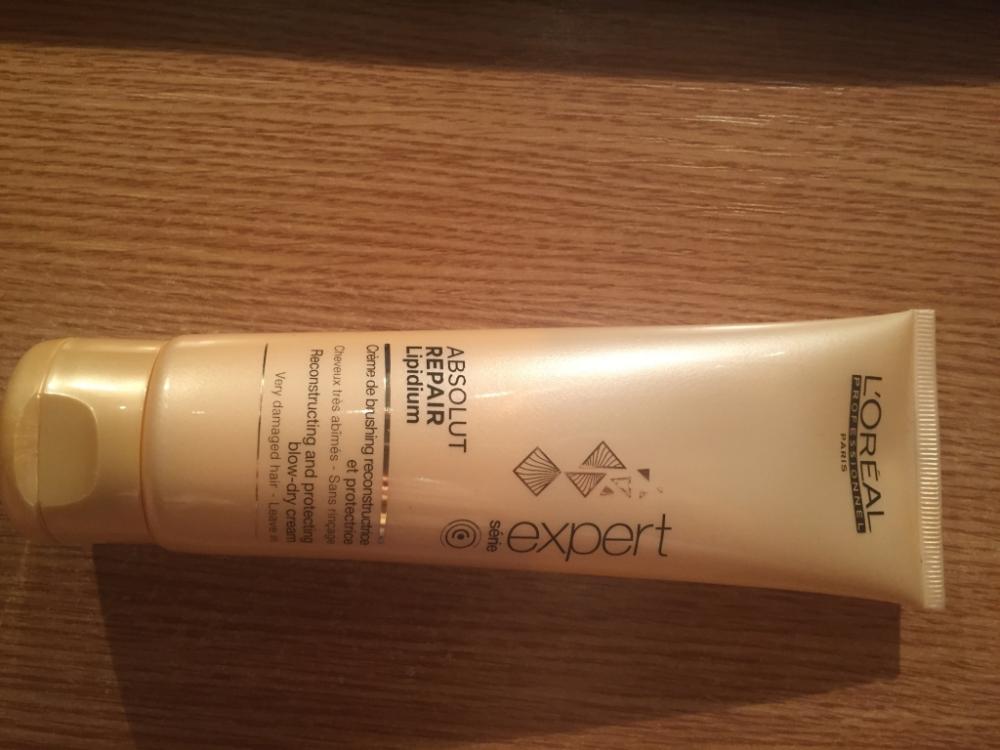 L'ORÉAL
PROFESSIONNEL
PARIS
expert
série
ABSOLUT
REPAIR
Lipidium
Crème de brushing reconstructrice
et protectrice
Cheveux très abîmés - Sans rinçage
Reconstructing and protecting
blow-dry cream
Very damaged hair - Leave in